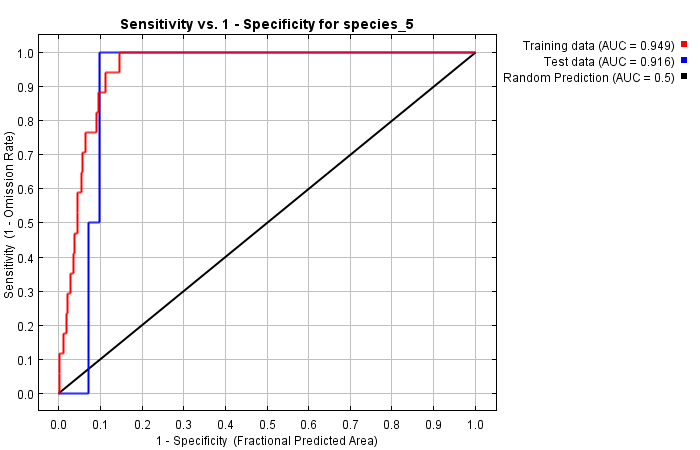 Sensitivity vs. 1 - Specificity for species_5
Training data (AUC = 0.949)
Test data (AUC = 0.916)
Random Prediction (AUC = 0.5)
Sensitivity (1 - Omission Rate)
1.0
0.9
0.8
0.7
0.6
0.5
0.4
0.3
0.2
0.1
0.0
0.0 0.1 0.2 0.3 0.4 0.5 0.6 0.7 0.8 0.9 1.0
1 - Specificity (Fractional Predicted Area)